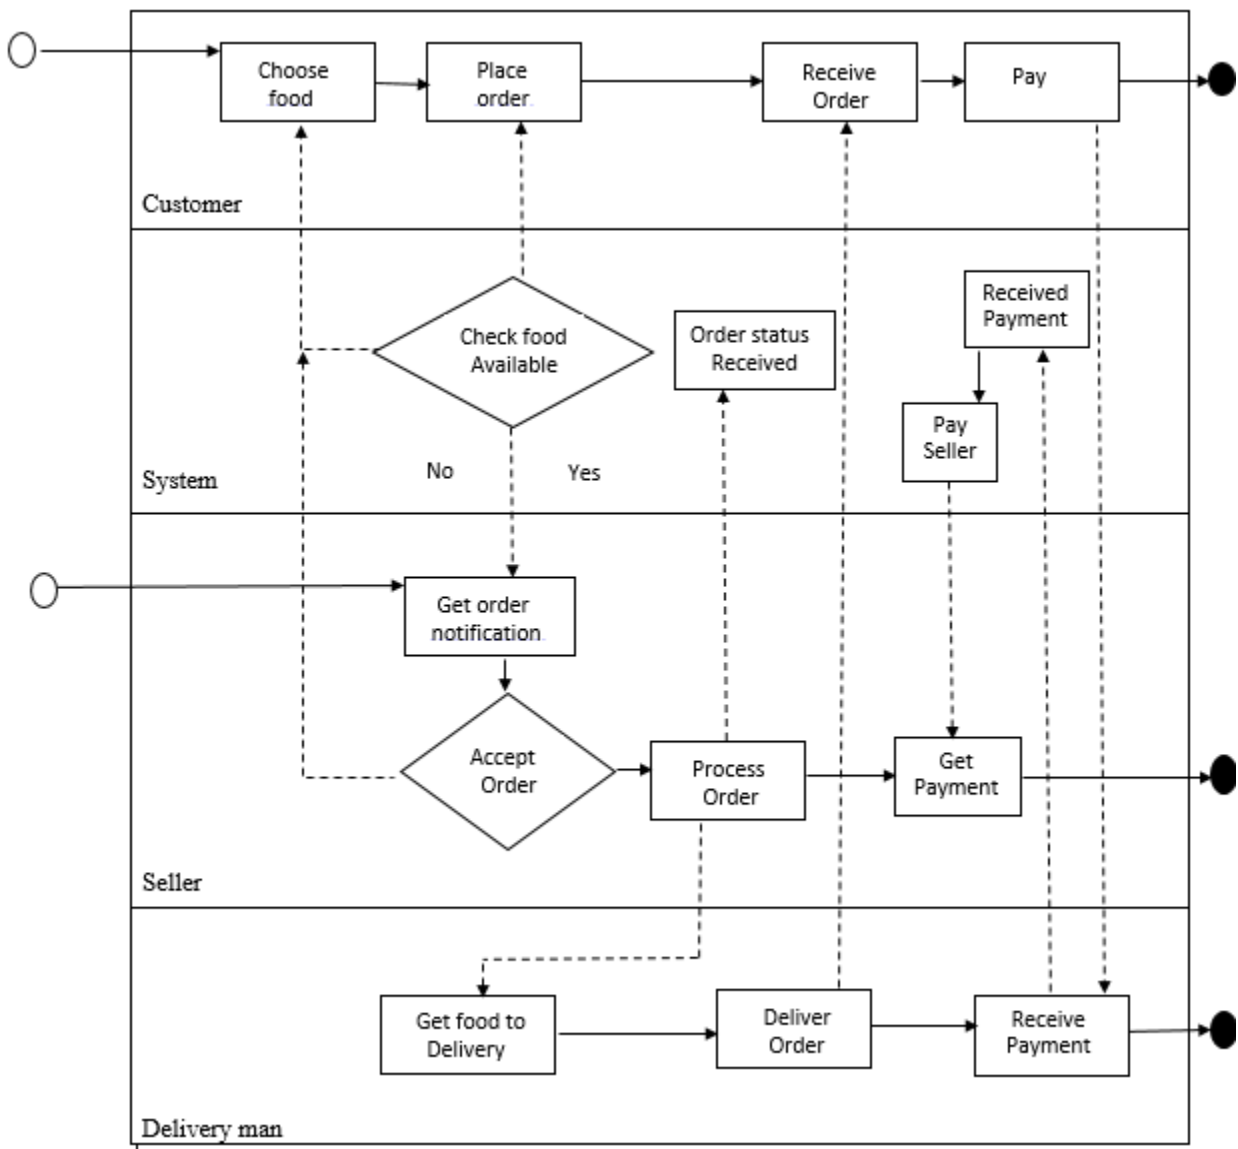 Choose
food
Place
order
Receive
Order
Pay
Customer
Check food
Available
Order status
Received
Received
Payment
Pay
Seller
No
Yes
System
Get order
notification
Accept
Order
Process
Order
Get
Payment
Seller
Get food to
Delivery
Deliver
Order
Receive
Payment
Delivery man